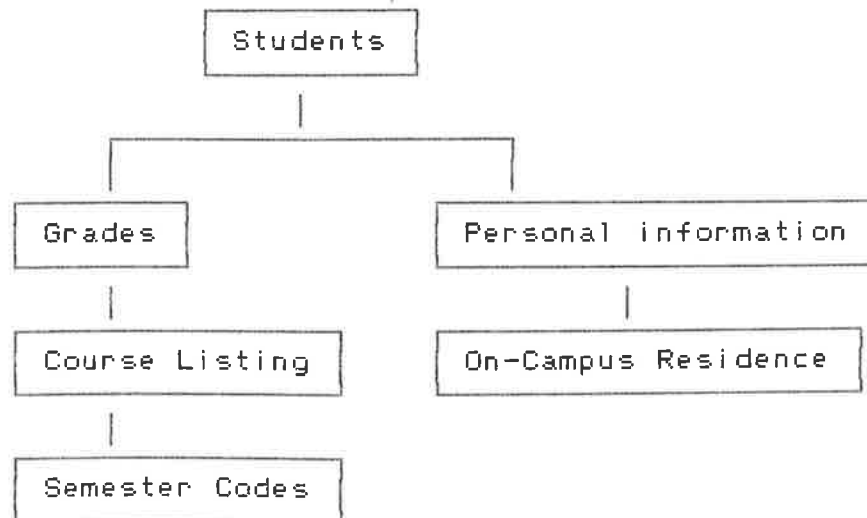 Students
Grades
Personal information
Course Listing
On-Campus Residence
Semester Codes